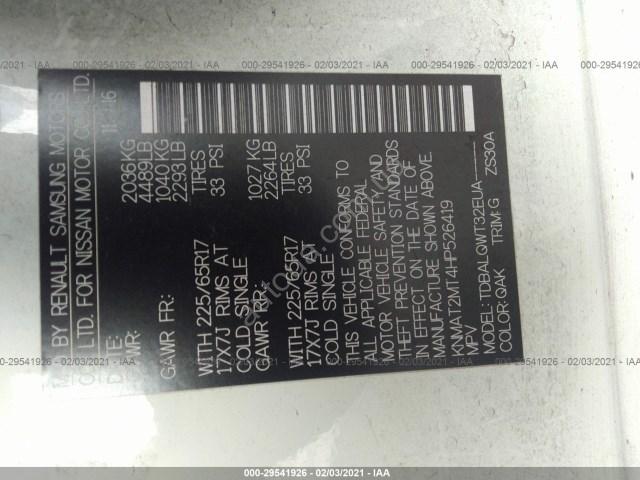 BY RENAULT SAMSUNG MOTORS
LTD. FOR NISSAN MOTOR CO., LTD.
11/16
2036KG
4489LB
GAWR FR: 1040KG
2293LB
WITH 225/65R17 TIRES
17X7J RIMS AT 33 PSI
COLD SINGLE
GAWR RR: 1027KG
2264LB
WITH 225/65R17 TIRES
17X7J RIMS AT 33 PSI
COLD SINGLE
THIS VEHICLE CONFORMS TO
ALL APPLICABLE FEDERAL
MOTOR VEHICLE SAFETY AND
THEFT PREVENTION STANDARDS
IN EFFECT ON THE DATE OF
MANUFACTURE SHOWN ABOVE.
KNMAT2MT4HP526419
MPV
MODEL: TDBALQWT32EUA
COLOR: QAK TRIM: G ZS30A
000-29541926 - 02/03/2021 - IAA